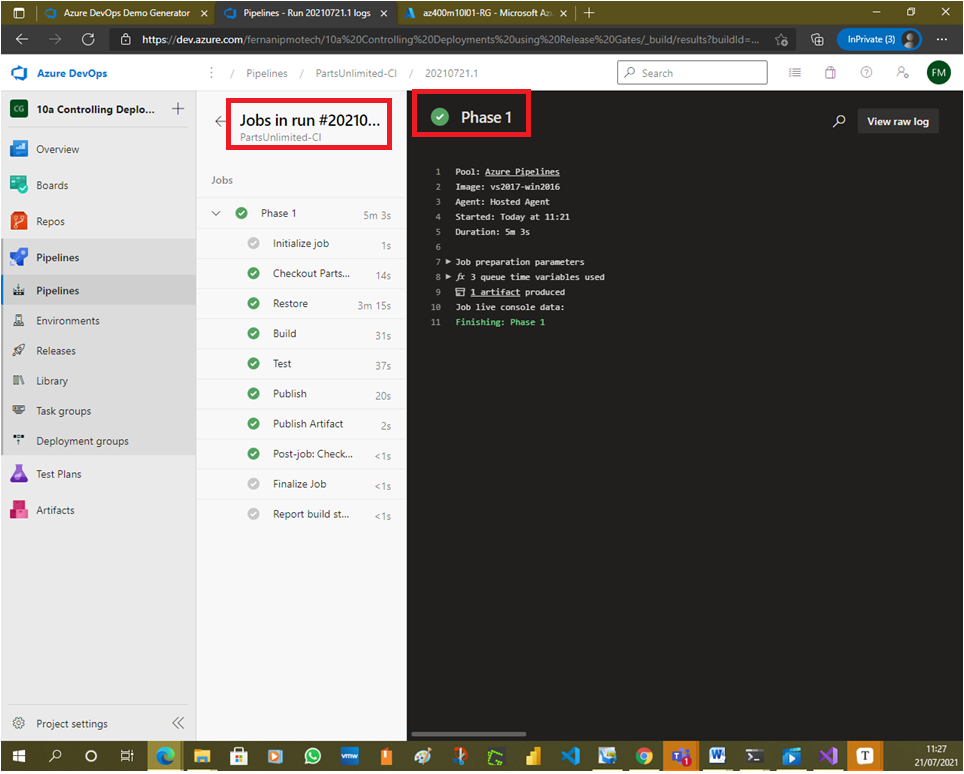 Azure DevOps Demo Generator
Pipelines - Run 20210721.1 logs
az400m10l01-RG - Microsoft Az
https://dev.azure.com/fernanipmotech/10a%20Controlling%20Deployments%20using%20Release%20Gates/_build/results?buildId=...
InPrivate (3)
Azure DevOps
/ Pipelines / PartsUnlimited-CI / 20210721.1
Search
FM
CG
10a Controlling Deplo...
Overview
Boards
Repos
Pipelines
Pipelines
Environments
Releases
Library
Task groups
Deployment groups
Test Plans
Artifacts
Project settings
Jobs in run #20210...
PartsUnlimited-CI
Jobs
Phase 1 5m 3s
Initialize job 1s
Checkout Parts... 14s
Restore 3m 15s
Build 31s
Test 37s
Publish 20s
Publish Artifact 2s
Post-job: Check... <1s
Finalize Job <1s
Report build st... <1s
Phase 1
View raw log
1 Pool: Azure Pipelines
2 Image: vs2017-win2016
3 Agent: Hosted Agent
4 Started: Today at 11:21
5 Duration: 5m 3s
6
7 Job preparation parameters
8 fx 3 queue time variables used
9 1 artifact produced
10 Job live console data:
11 Finishing: Phase 1
vmw
1
T
11:27
21/07/2021